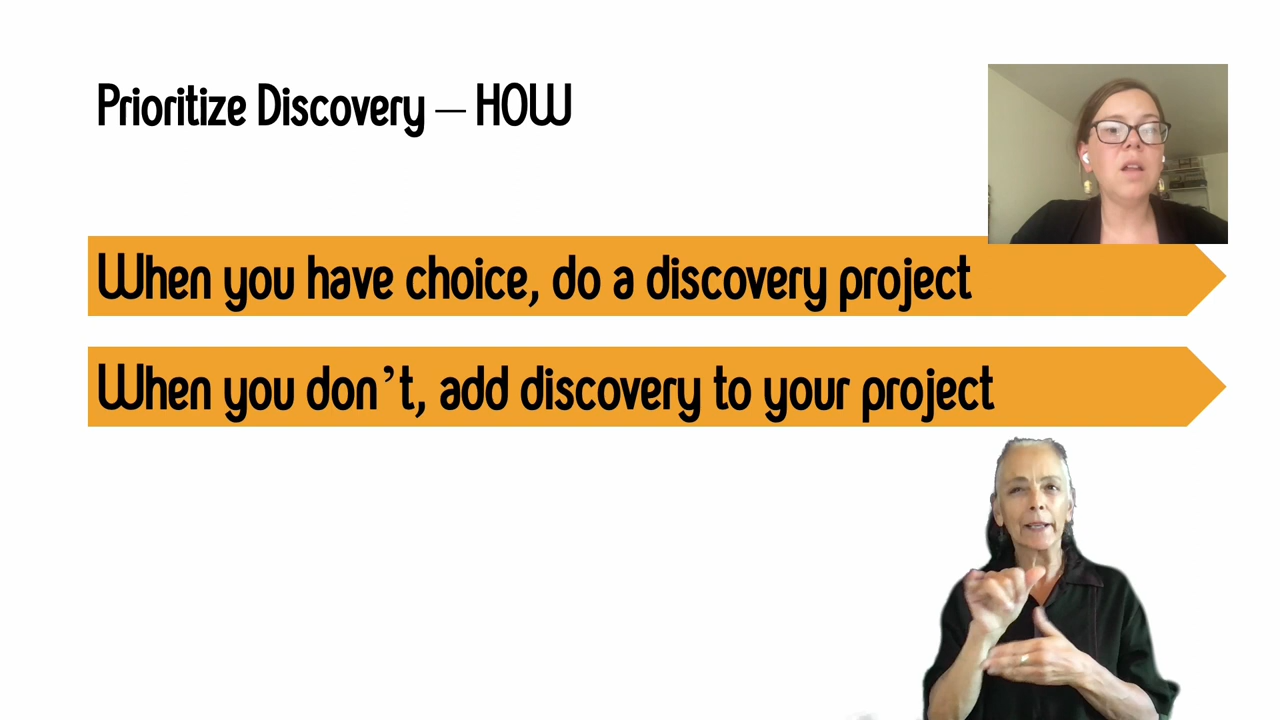 Prioritize Discovery – HOW
When you have choice, do a discovery project
When you don’t, add discovery to your project